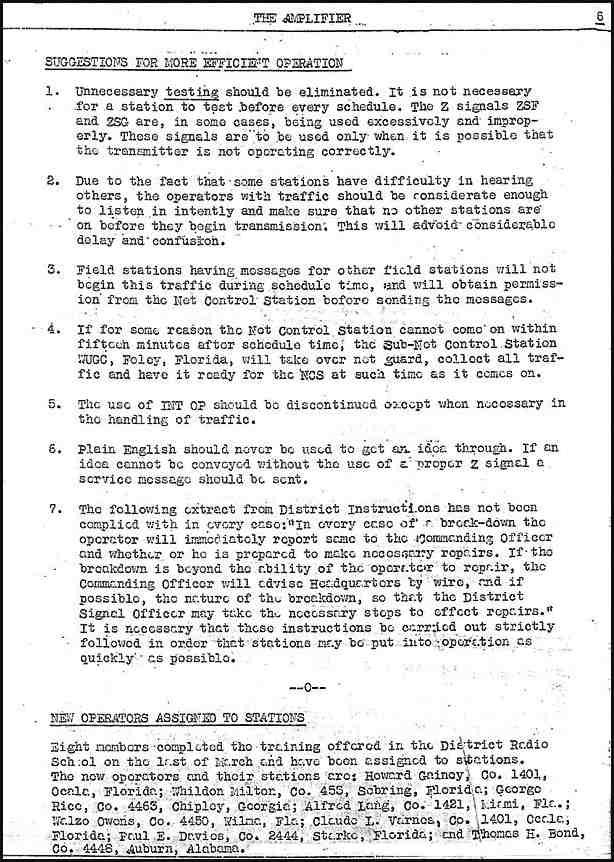 THE AMPLIFIER 6
SUGGESTIONS FOR MORE EFFICIENT OPERATION
1. Unnecessary testing should be eliminated. It is not necessary
for a station to test before every schedule. The Z signals ZSF
and ZSG are, in some cases, being used excessively and improp-
erly. These signals are to be used only when it is possible that
the transmitter is not operating correctly.
2. Due to the fact that some stations have difficulty in hearing
others, the operators with traffic should be considerate enough
to listen in intently and make sure that no other stations are
on before they begin transmission. This will advoid considerable
delay and confusion.
3. Field stations having messages for other field stations will not
begin this traffic during schedule time, and will obtain permiss-
ion from the Net Control Station before sending the messages.
4. If for some reason the Net Control Station cannot come on within
fifteen minutes after schedule time, the Sub-Net Control Station
WUGC, Foley, Florida, will take over net guard, collect all traf-
fic and have it ready for the NCS at such time as it comes on.
5. The use of INT OP should be discontinued except when necessary in
the handling of traffic.
6. Plain English should never be used to get an idea through. If an
idea cannot be conveyed without the use of a proper Z signal a
service message should be sent.
7. The following extract from District Instructions has not been
complied with in every case:"In every case of a break-down the
operator will immediately report same to the Commanding Officer
and whether or he is prepared to make necessary repairs. If the
breakdown is beyond the ability of the operator to repair, the
Commanding Officer will advise Headquarters by wire, and if
possible, the nature of the breakdown, so that the District
Signal Officer may take the necessary steps to effect repairs."
It is necessary that these instructions be carried out strictly
followed in order that stations may be put into operation as
quickly as possible.
--0--
NEW OPERATORS ASSIGNED TO STATIONS
Eight members completed the training offered in the District Radio
School on the last of March and have been assigned to stations.
The new operators and their stations are: Howard Gainey, Co. 1401,
Ocala, Florida; Whildon Milton, Co. 453, Sebring, Florida; George
Rice, Co. 4463, Chipley, Georgia; Alfred Lang, Co. 1421, Miami, Fla.;
Walzo Owens, Co. 4450, Wilma, Fla; Claude L. Varnes, Co. 1401, Ocala,
Florida; Paul E. Davies, Co. 2444, Starke, Florida; and Thomas H. Bond,
Co. 4448, Auburn, Alabama.